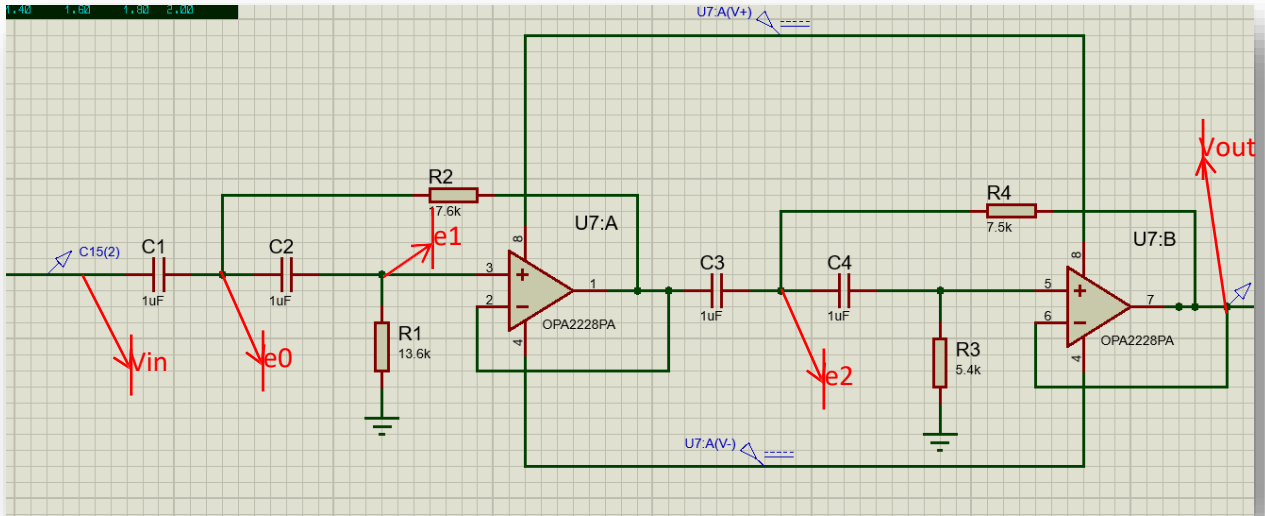 1.40 1.60 1.80 2.00
U7:A(V+)
Vout
R2
17.6k
e1
U7:A
R4
7.5k
U7:B
C15(2)
C1
1uF
C2
1uF
8
3
2
1
4
OPA2228PA
C3
1uF
C4
1uF
8
5
6
7
4
OPA2228PA
R1
13.6k
R3
5.4k
Vin
e0
e2
U7:A(V-)